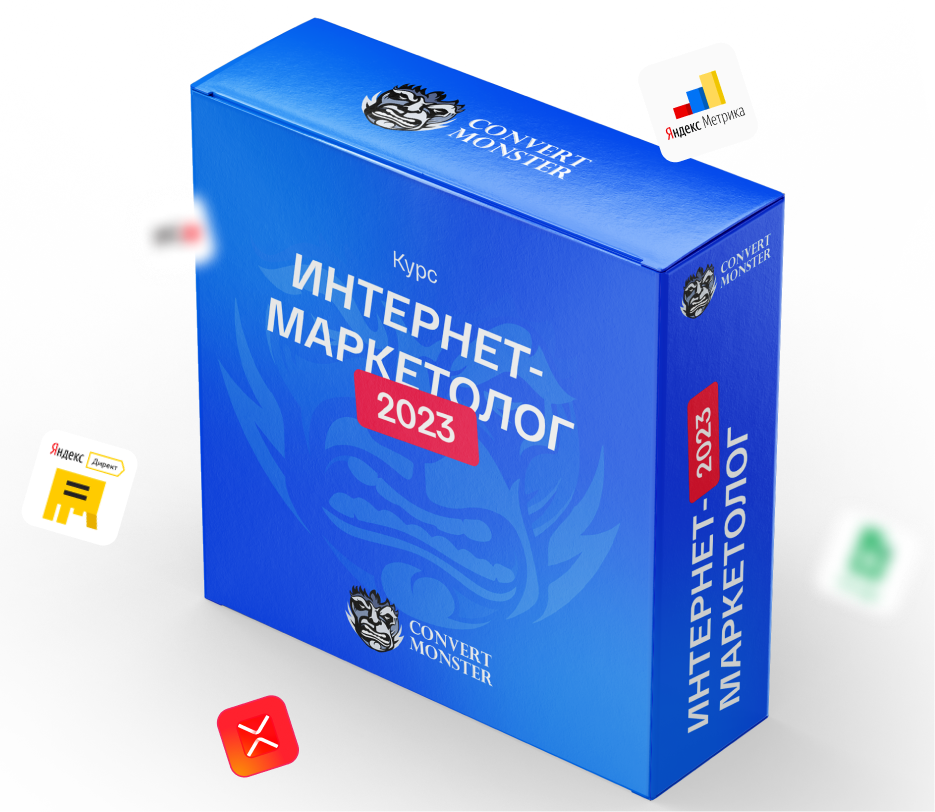 CONVERT
MONSTER
Яндекс Метрика
CONVERT
MONSTER
Курс
ИНТЕРНЕТ-
МАРКЕТОЛОГ
2023
2023
ИНТЕРНЕТ-
МАРКЕТОЛОГ
Яндекс
Директ
CONVERT
MONSTER